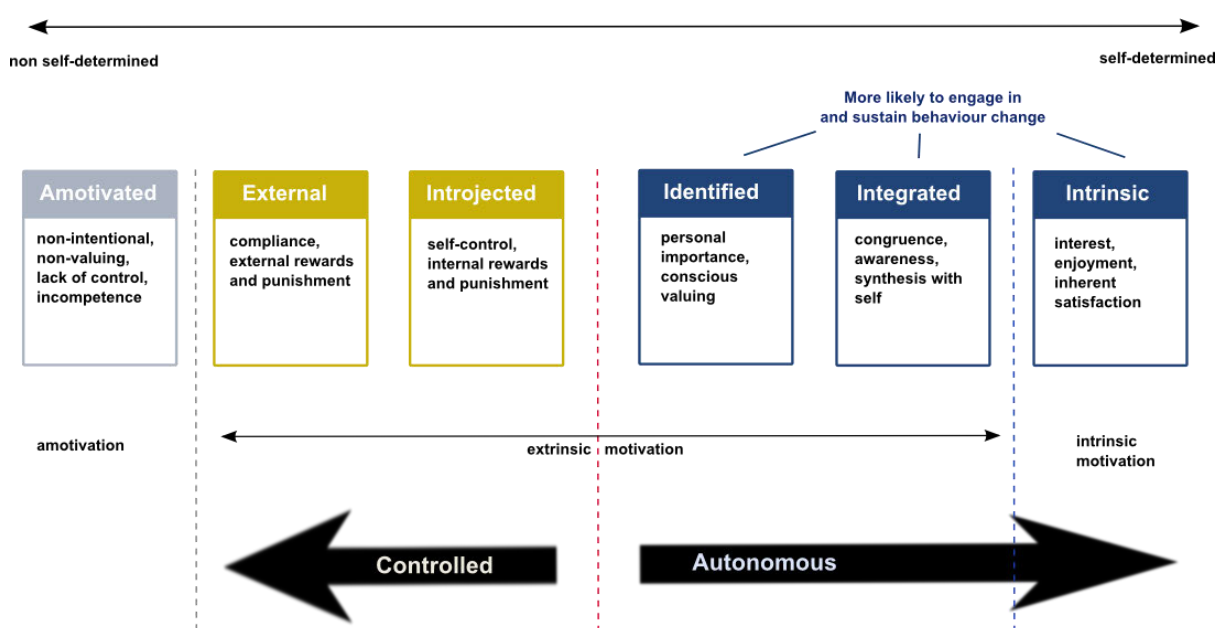 non self-determined
self-determined
More likely to engage in
and sustain behaviour change
Amotivated
non-intentional,
non-valuing,
lack of control,
incompetence
External
compliance,
external rewards
and punishment
Introjected
self-control,
internal rewards
and punishment
Identified
personal
importance,
conscious
valuing
Integrated
congruence,
awareness,
synthesis with
self
Intrinsic
interest,
enjoyment,
inherent
satisfaction
amotivation
extrinsic motivation
intrinsic
motivation
Controlled
Autonomous